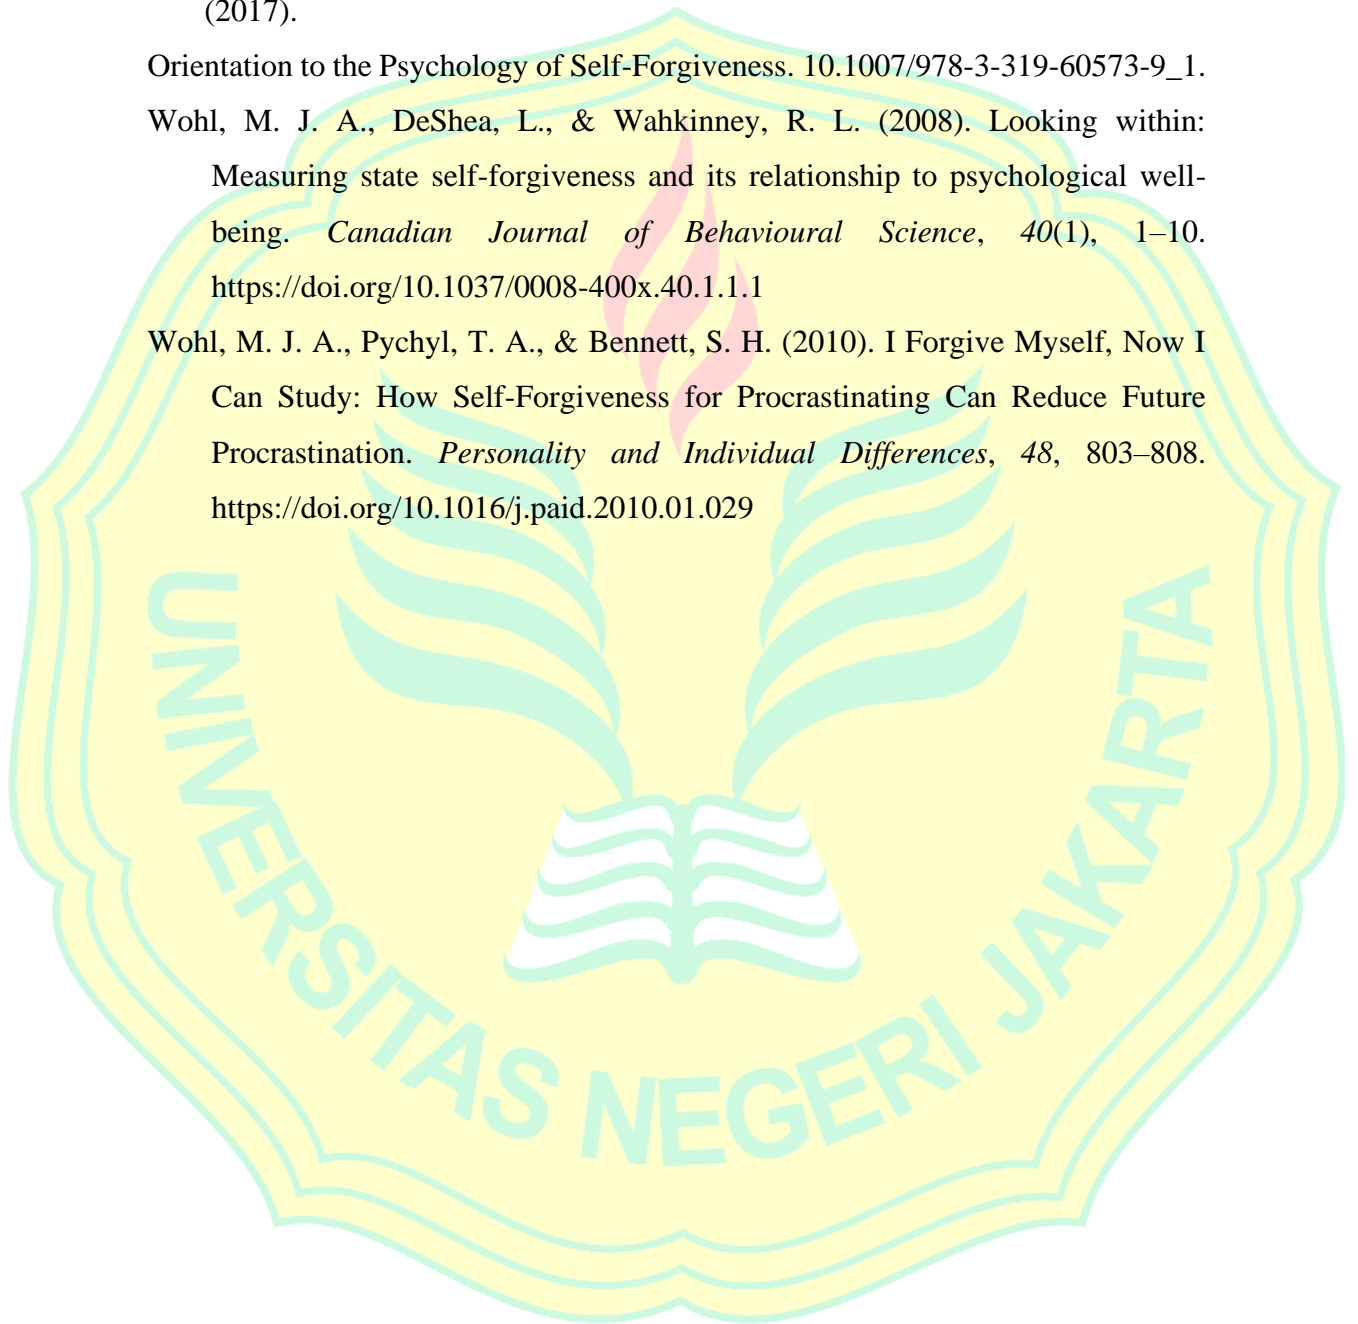 (2017).
Orientation to the Psychology of Self-Forgiveness. 10.1007/978-3-319-60573-9_1.
Wohl, M. J. A., DeShea, L., & Wahkinney, R. L. (2008). Looking within:
Measuring state self-forgiveness and its relationship to psychological well-
being. Canadian Journal of Behavioural Science, 40(1), 1–10.
https://doi.org/10.1037/0008-400x.40.1.1.1
Wohl, M. J. A., Pychyl, T. A., & Bennett, S. H. (2010). I Forgive Myself, Now I
Can Study: How Self-Forgiveness for Procrastinating Can Reduce Future
Procrastination. Personality and Individual Differences, 48, 803–808.
https://doi.org/10.1016/j.paid.2010.01.029
UNIVERSITAS NEGERI JAKARTA